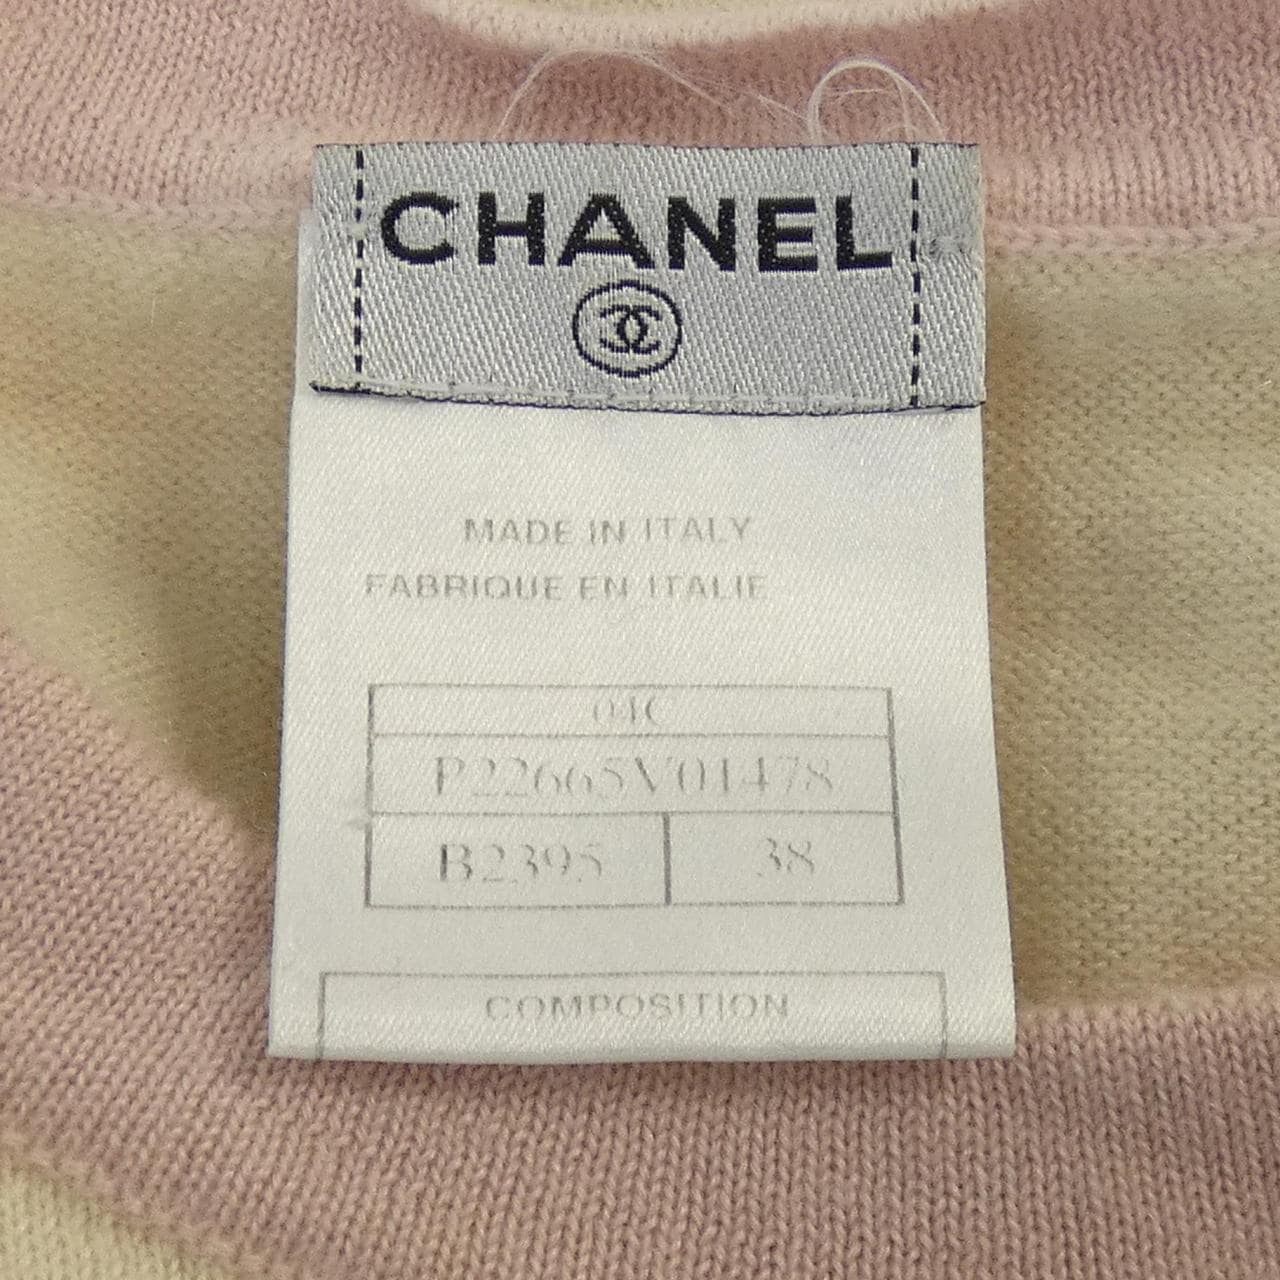 CHANEL
MADE IN ITALY
FABRIQUE EN ITALIE
04C
P22665V01478
B2395 38
COMPOSITION